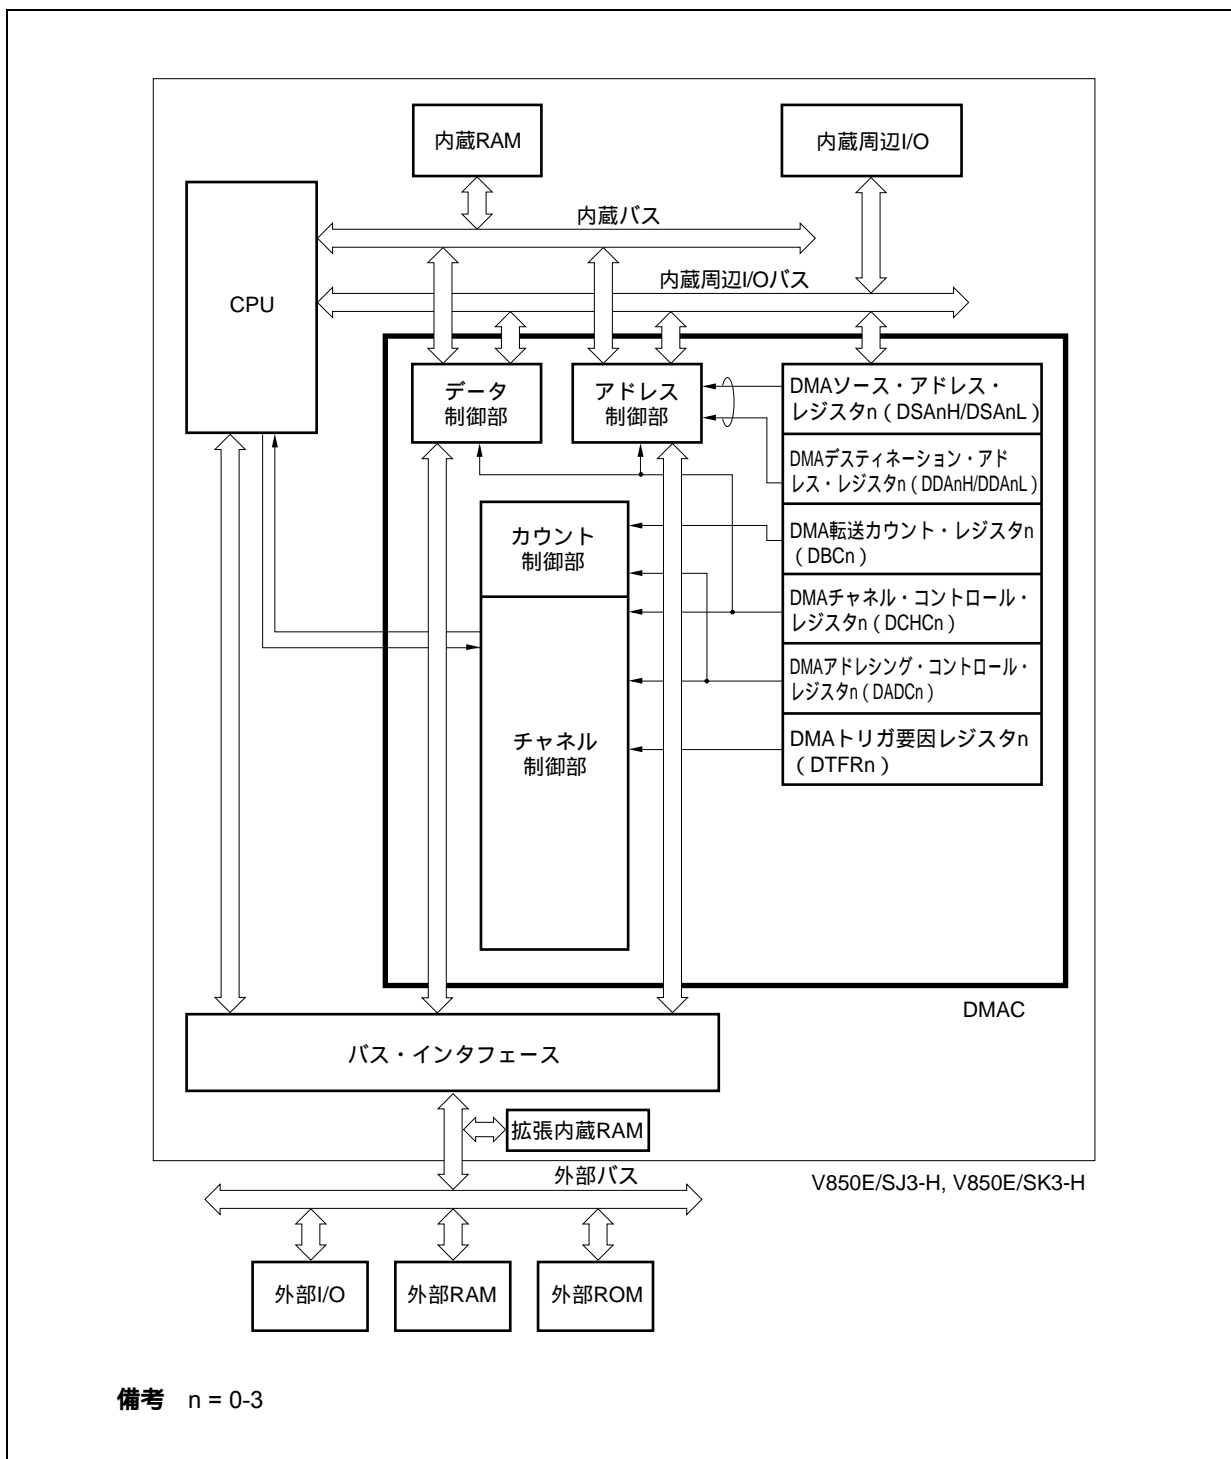 内蔵RAM
内蔵周辺I/O
内蔵バス
内蔵周辺I/Oバス
CPU
データ
制御部
アドレス
制御部
DMAソース・アドレス・
レジスタn（DSAnH/DSAnL）
DMAデスティネーション・アド
レス・レジスタn（DDAnH/DDAnL）
DMA転送カウント・レジスタn
（DBCn）
DMAチャネル・コントロール・
レジスタn（DCHCn）
DMAアドレシング・コントロール・
レジスタn（DADCn）
DMAトリガ要因レジスタn
（DTFRn）
カウント
制御部
チャネル
制御部
DMAC
バス・インタフェース
拡張内蔵RAM
外部バス
V850E/SJ3-H, V850E/SK3-H
外部I/O
外部RAM
外部ROM
備考 n = 0-3